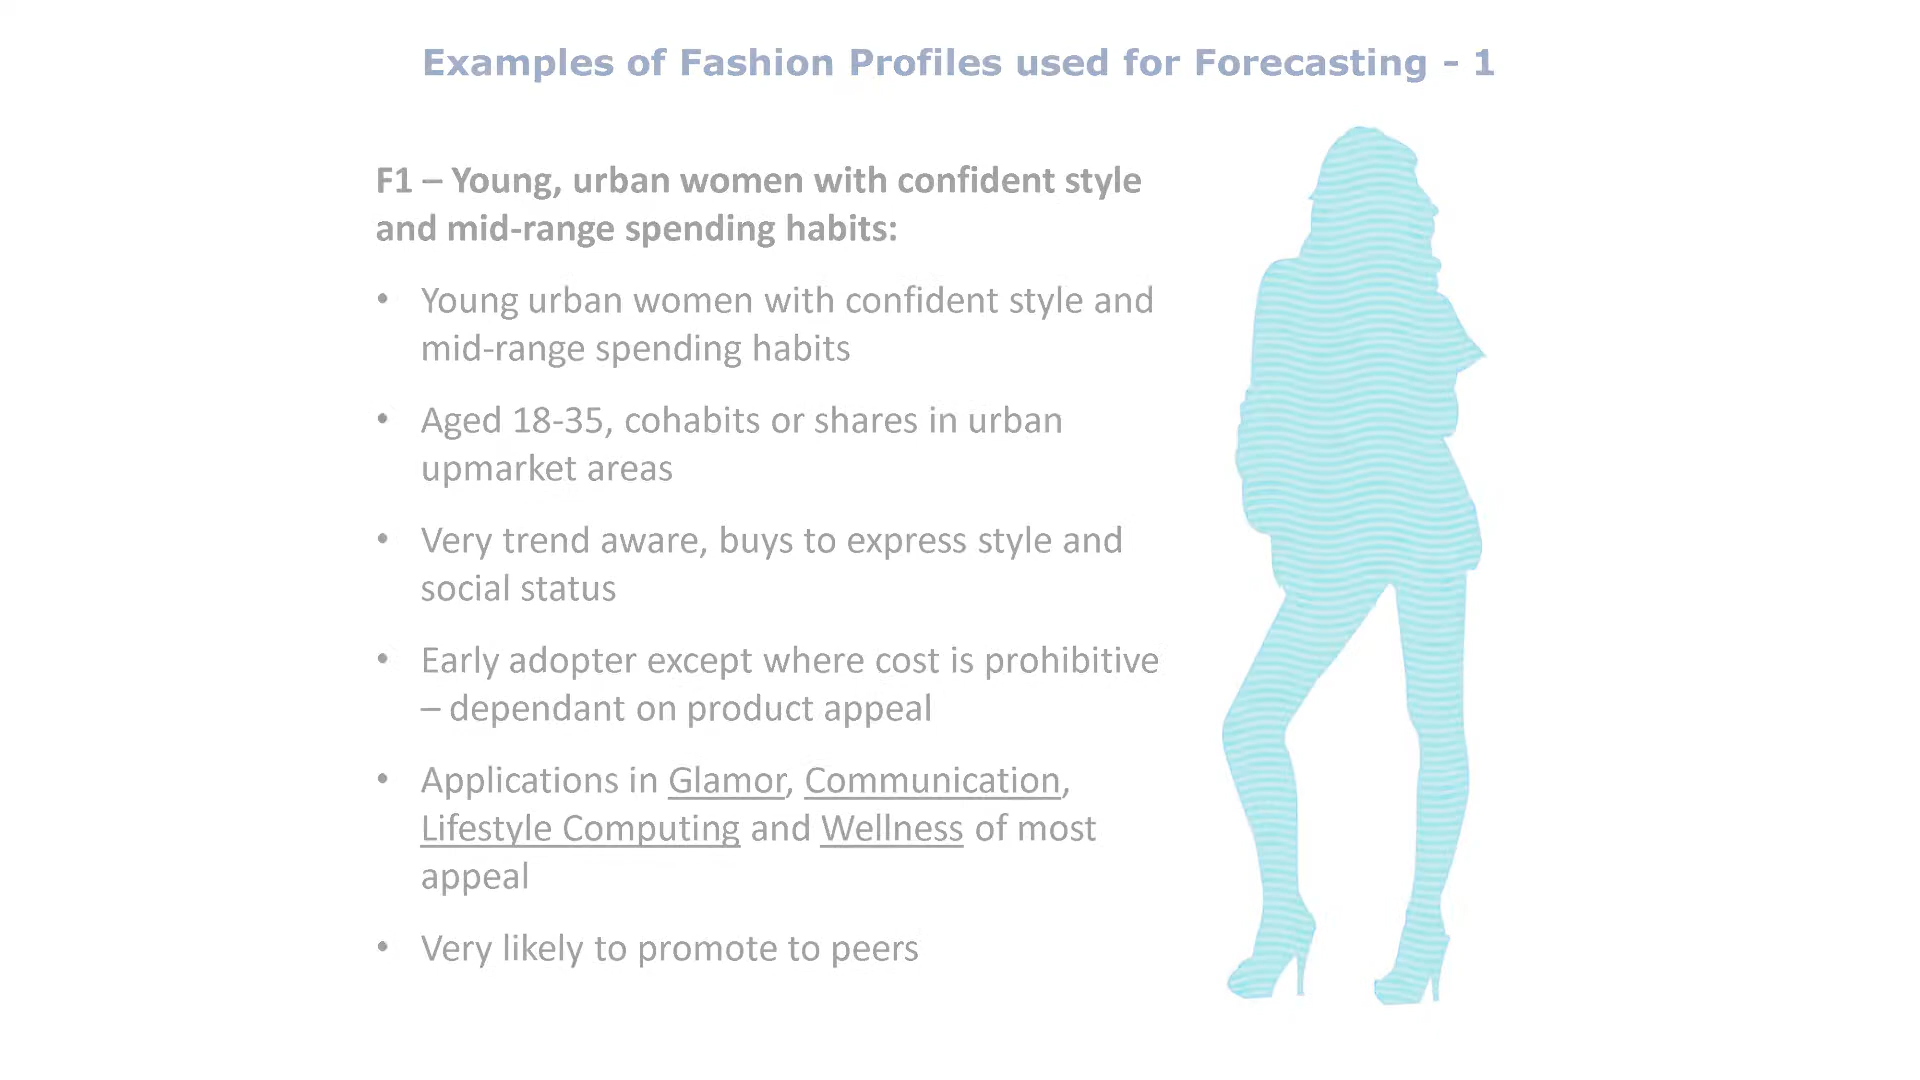 Examples of Fashion Profiles used for Forecasting - 1
F1 – Young, urban women with confident style
and mid-range spending habits:
• Young urban women with confident style and
mid-range spending habits
• Aged 18-35, cohabits or shares in urban
upmarket areas
• Very trend aware, buys to express style and
social status
• Early adopter except where cost is prohibitive
– dependant on product appeal
• Applications in Glamor, Communication,
Lifestyle Computing and Wellness of most
appeal
• Very likely to promote to peers